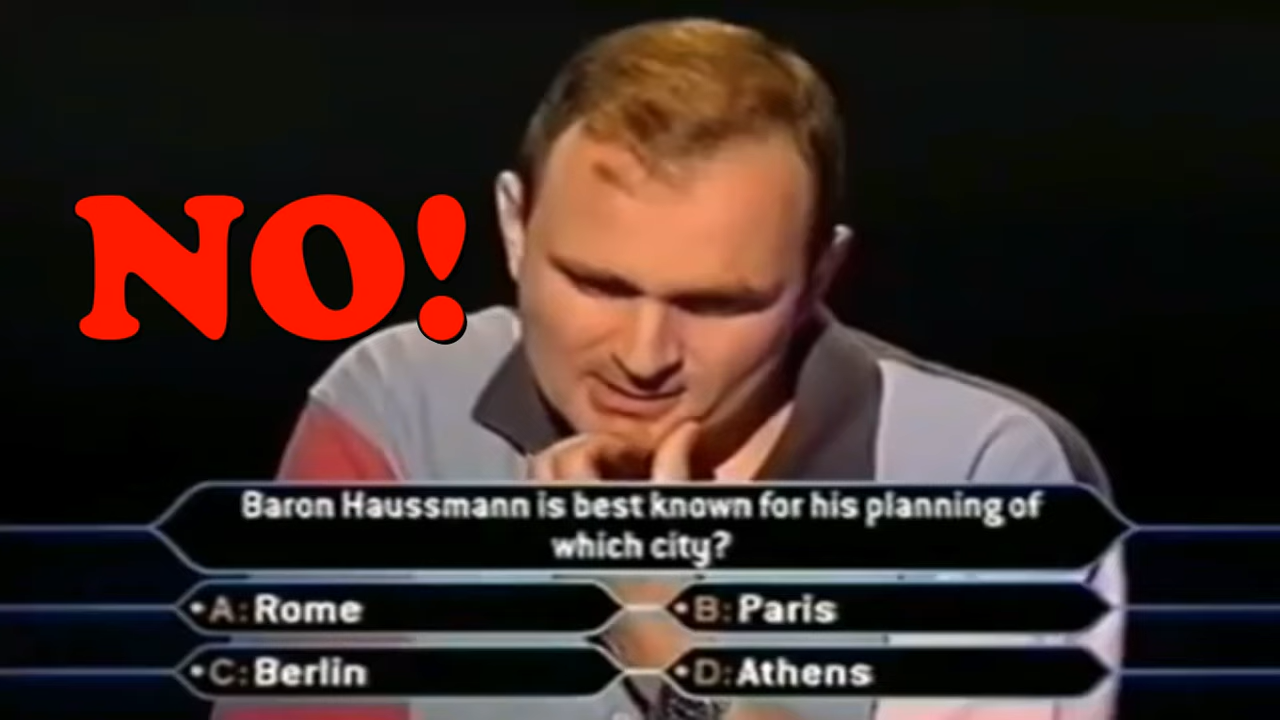 NO!
Baron Haussmann is best known for his planning of
which city?
A: Rome
B: Paris
C: Berlin
D: Athens